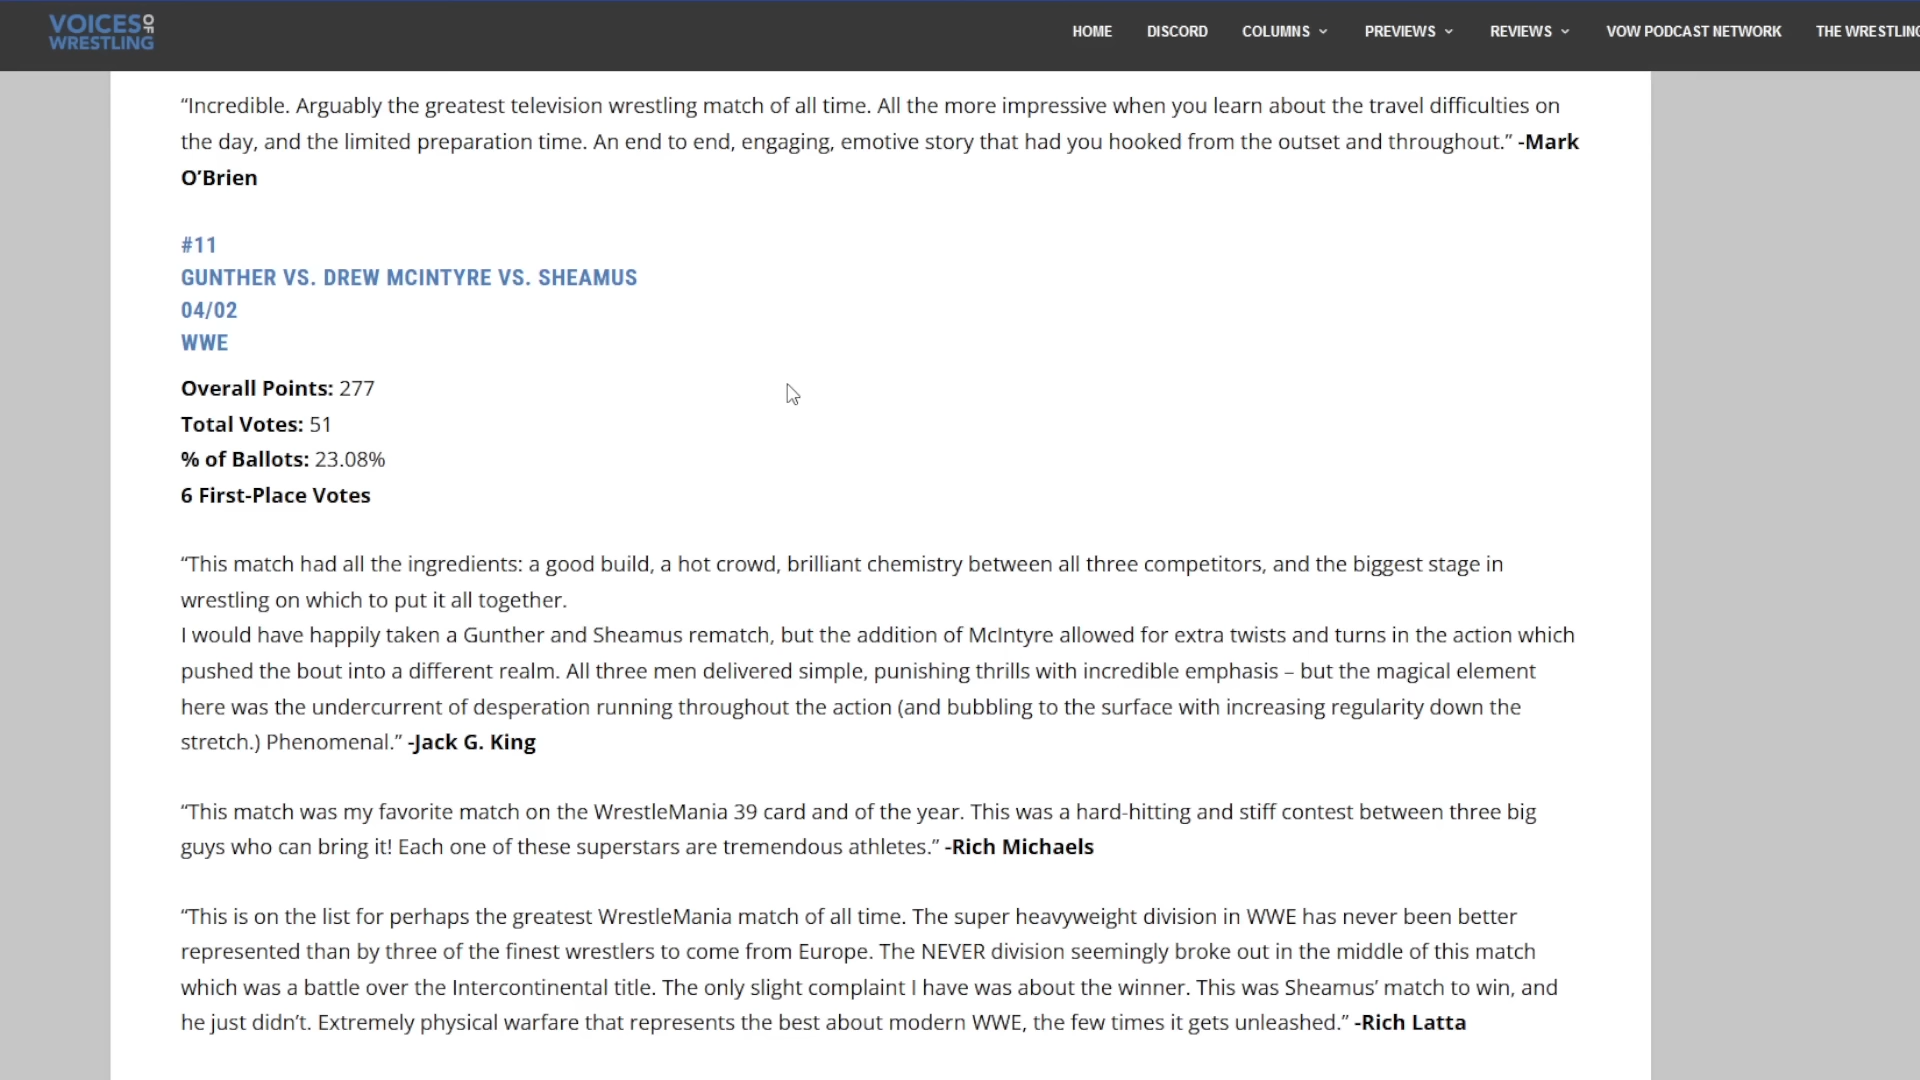 VOICES OF
WRESTLING
HOME DISCORD COLUMNS PREVIEWS REVIEWS VOW PODCAST NETWORK THE WRESTLING
“Incredible. Arguably the greatest television wrestling match of all time. All the more impressive when you learn about the travel difficulties on
the day, and the limited preparation time. An end to end, engaging, emotive story that had you hooked from the outset and throughout.” -Mark
O’Brien
#11
GUNTHER VS. DREW MCINTYRE VS. SHEAMUS
04/02
WWE
Overall Points: 277
Total Votes: 51
% of Ballots: 23.08%
6 First-Place Votes
“This match had all the ingredients: a good build, a hot crowd, brilliant chemistry between all three competitors, and the biggest stage in
wrestling on which to put it all together.
I would have happily taken a Gunther and Sheamus rematch, but the addition of McIntyre allowed for extra twists and turns in the action which
pushed the bout into a different realm. All three men delivered simple, punishing thrills with incredible emphasis – but the magical element
here was the undercurrent of desperation running throughout the action (and bubbling to the surface with increasing regularity down the
stretch.) Phenomenal.” -Jack G. King
“This match was my favorite match on the WrestleMania 39 card and of the year. This was a hard-hitting and stiff contest between three big
guys who can bring it! Each one of these superstars are tremendous athletes.” -Rich Michaels
“This is on the list for perhaps the greatest WrestleMania match of all time. The super heavyweight division in WWE has never been better
represented than by three of the finest wrestlers to come from Europe. The NEVER division seemingly broke out in the middle of this match
which was a battle over the Intercontinental title. The only slight complaint I have was about the winner. This was Sheamus’ match to win, and
he just didn’t. Extremely physical warfare that represents the best about modern WWE, the few times it gets unleashed.” -Rich Latta